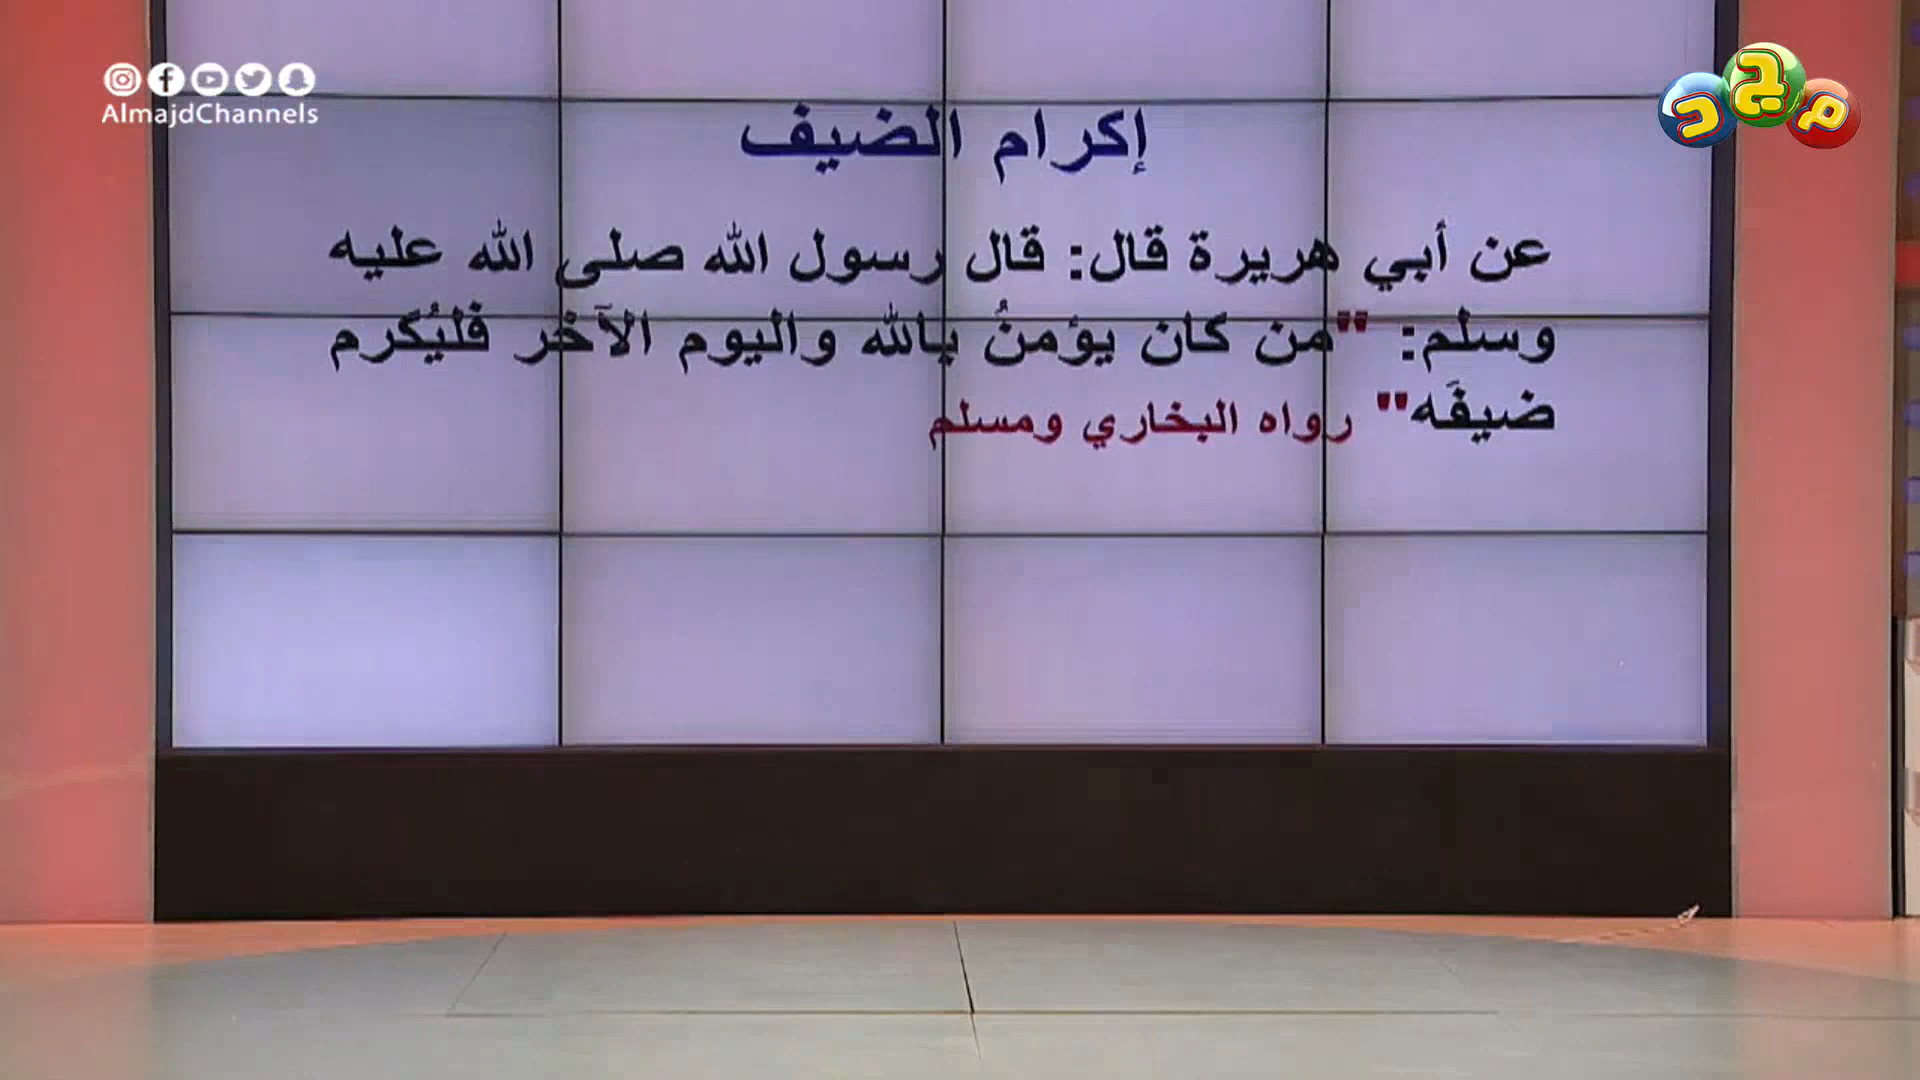 AlmajdChannels
مجد
إكرام الضيف
عن أبي هريرة قال: قال رسول الله صلى الله عليه
وسلم: "من كان يؤمنُ بالله واليوم الآخر فليُكرم
ضيفَه" رواه البخاري ومسلم